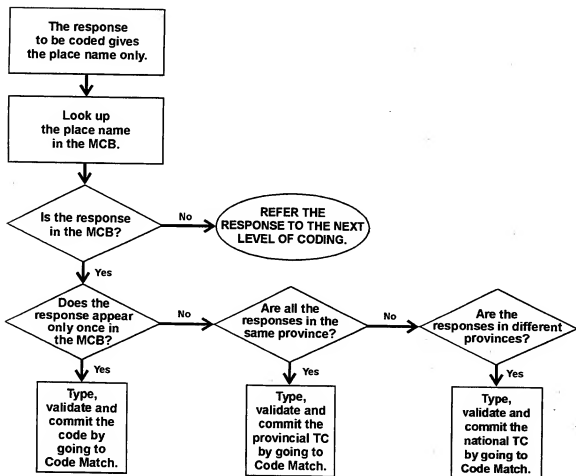 The response
to be coded gives
the place name only.
Look up
the place name
in the MCB.
Is the response
in the MCB?
No
REFER THE
RESPONSE TO THE NEXT
LEVEL OF CODING.
Yes
Does the
response appear
only once in
the MCB?
No
Are all the
responses in the
same province?
No
Are the
responses in different
provinces?
Yes
Type,
validate and
commit the
code by
going to
Code Match.
Yes
Type,
validate and
commit the
provincial TC
by going to
Code Match.
Yes
Type,
validate and
commit the
national TC
by going to
Code Match.